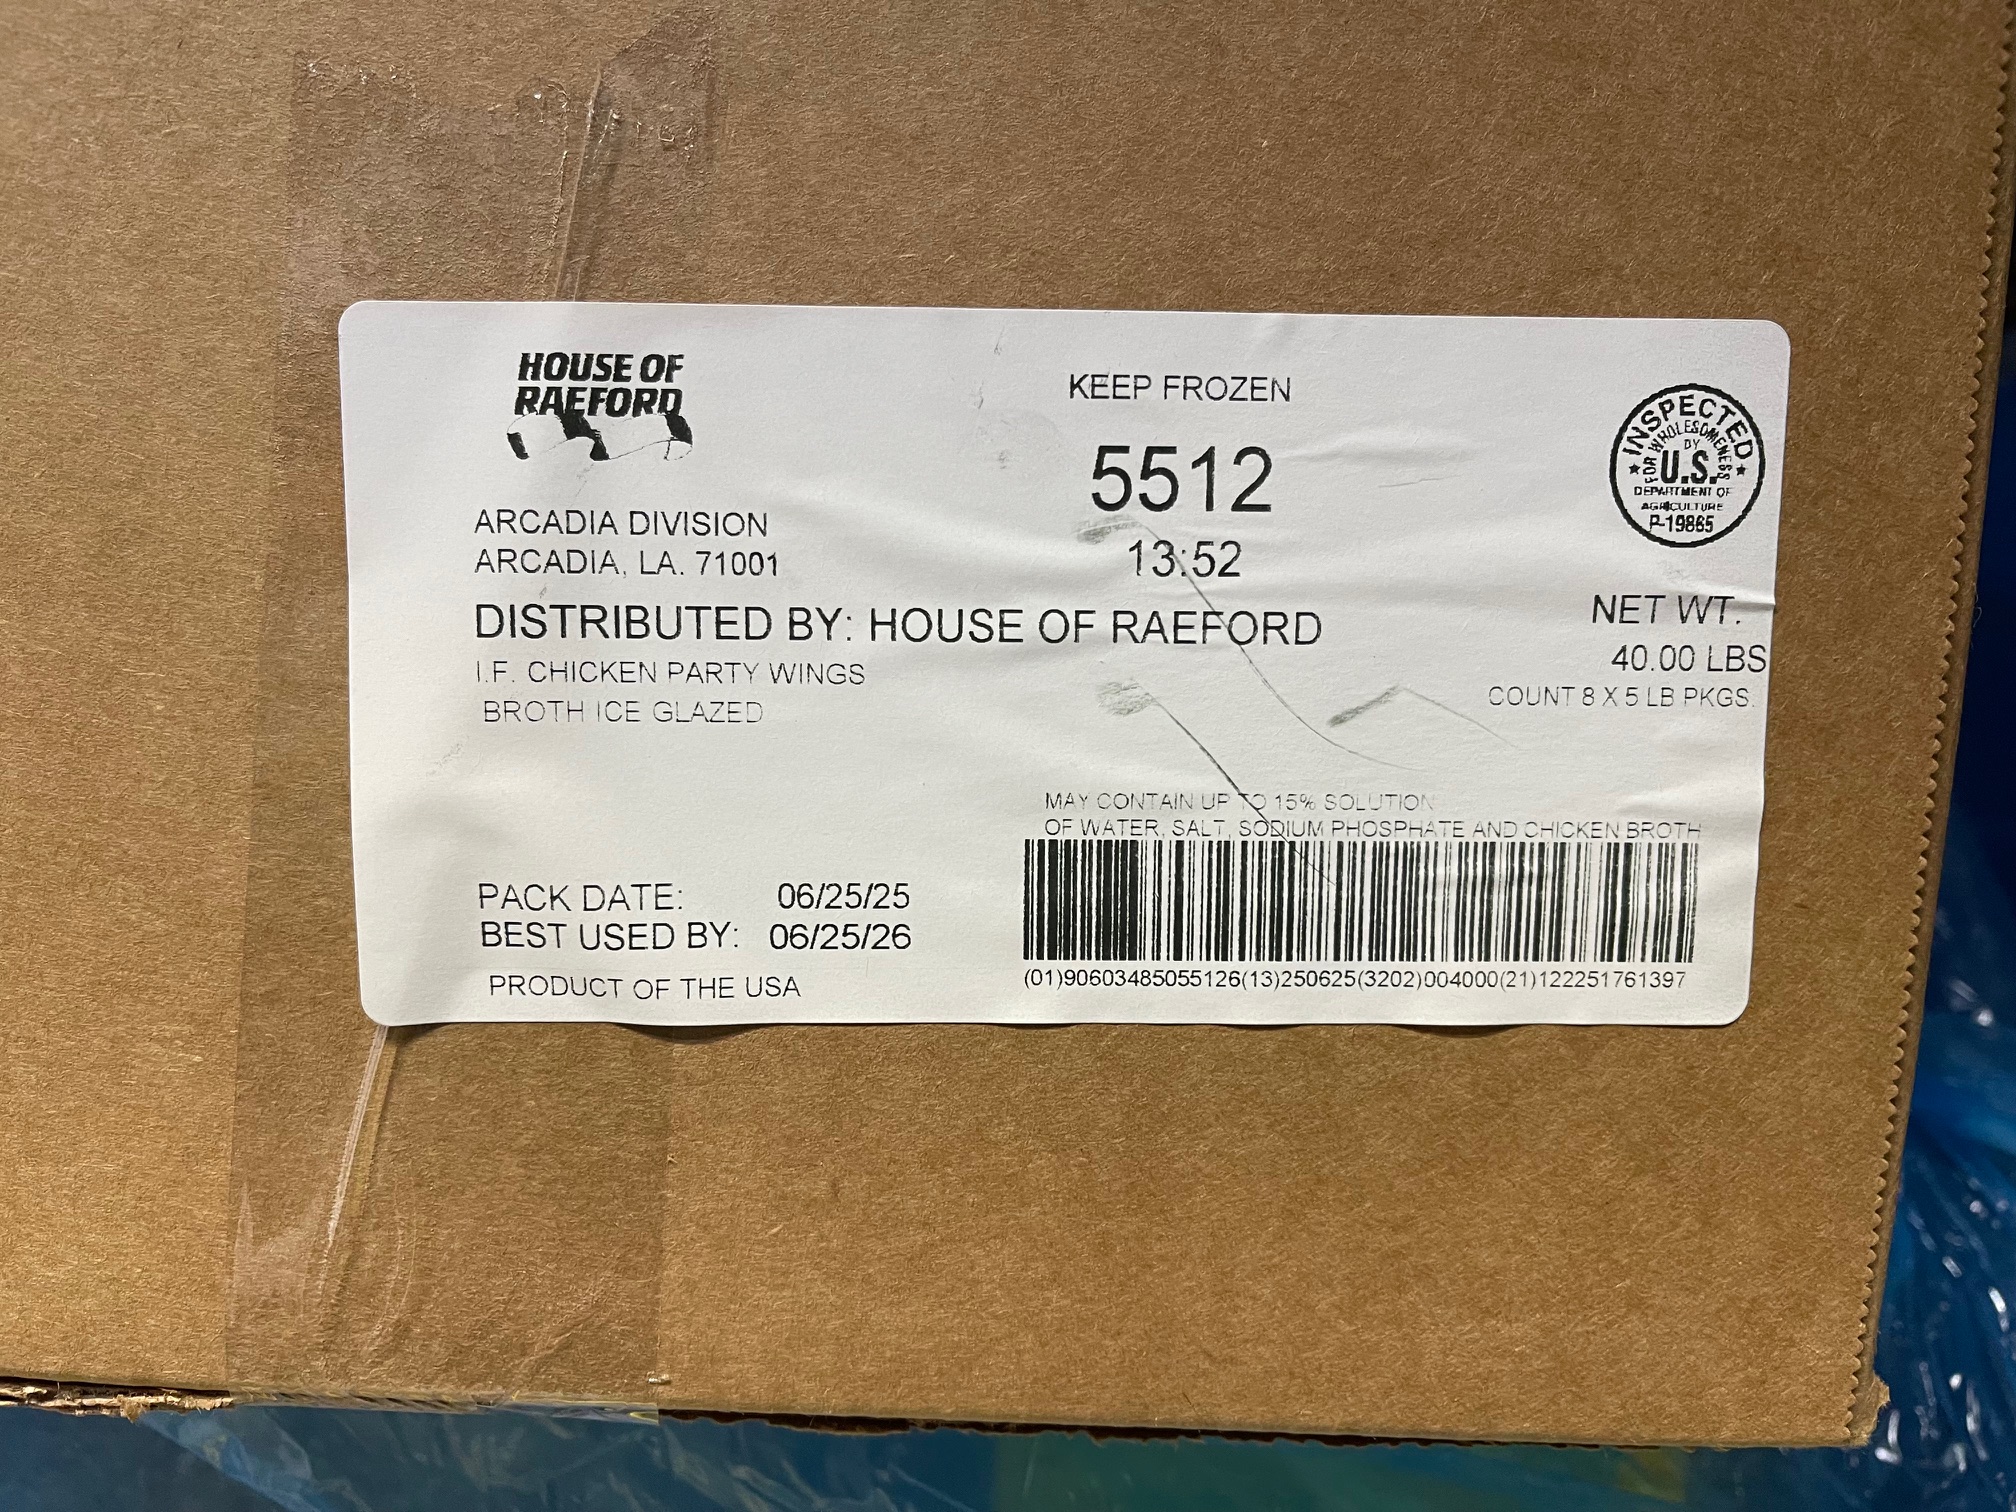 HOUSE OF
RAEFORD
ARCADIA DIVISION
ARCADIA, LA. 71001
KEEP FROZEN
5512
13:52
INSPECTED
FOR WHOLESOMENESS
BY
U.S.
DEPARTMENT OF
AGRICULTURE
P-19865
DISTRIBUTED BY: HOUSE OF RAEFORD
I.F. CHICKEN PARTY WINGS
BROTH ICE GLAZED
NET WT.
40.00 LBS
COUNT 8 X 5 LB PKGS.
MAY CONTAIN UP TO 15% SOLUTION
OF WATER, SALT, SODIUM PHOSPHATE AND CHICKEN BROTH
PACK DATE: 06/25/25
BEST USED BY: 06/25/26
PRODUCT OF THE USA
(01)90603485055126(13)250625(3202)004000(21)122251761397